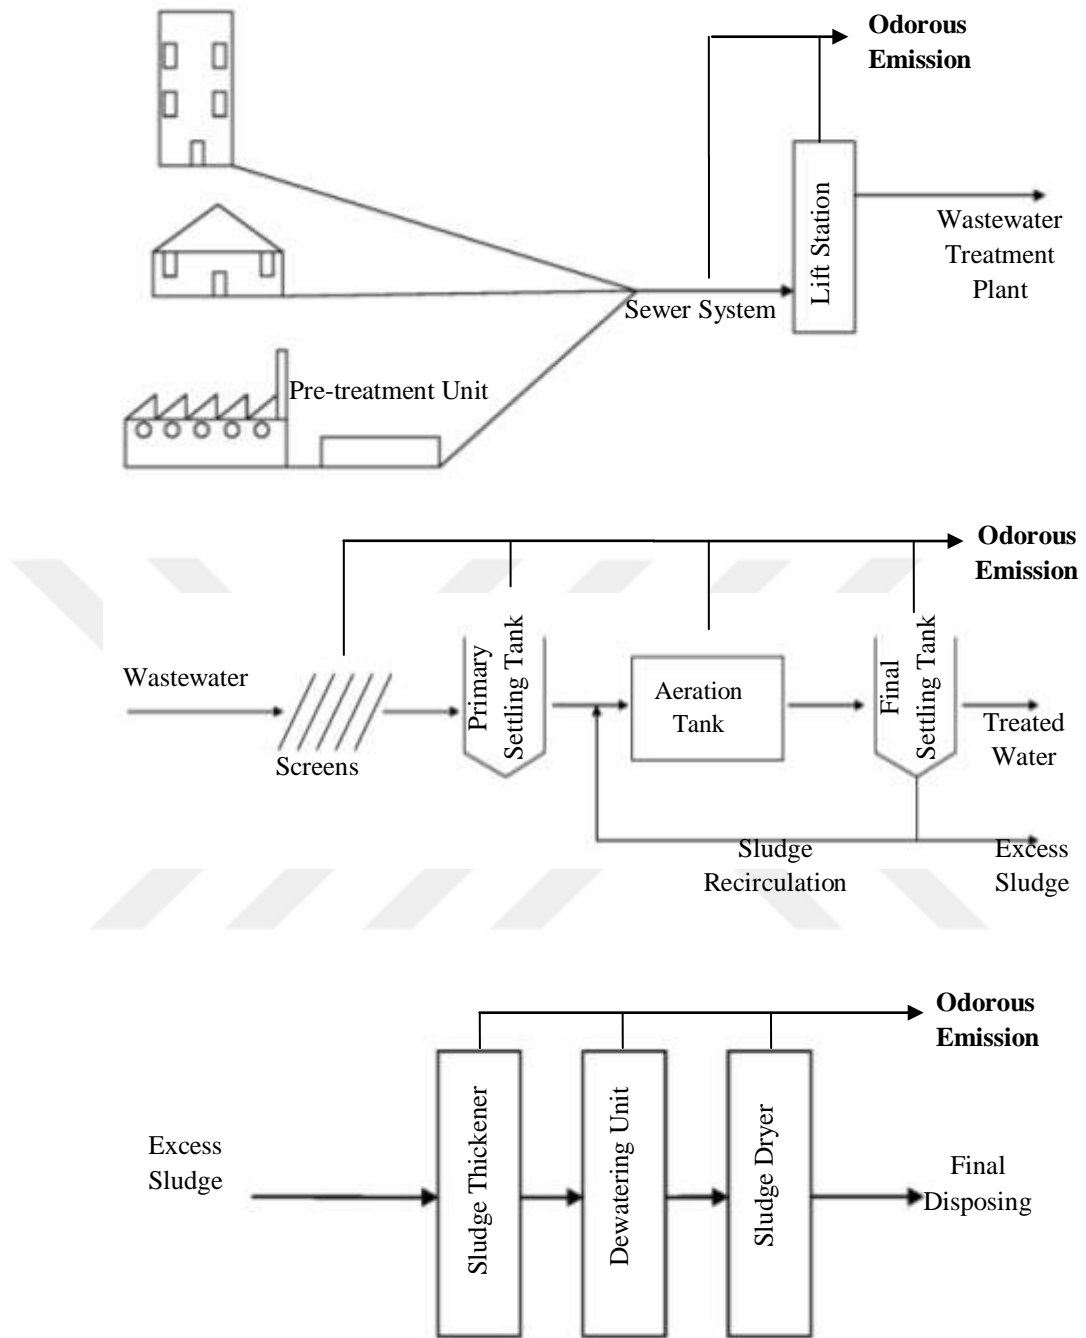 Odorous
Emission
Lift Station
Wastewater
Treatment
Plant
Sewer System
Pre-treatment Unit
Odorous
Emission
Wastewater
Screens
Primary
Settling Tank
Aeration
Tank
Final
Settling Tank
Treated
Water
Sludge
Recirculation
Excess
Sludge
Odorous
Emission
Excess
Sludge
Sludge Thickener
Dewatering Unit
Sludge Dryer
Final
Disposing